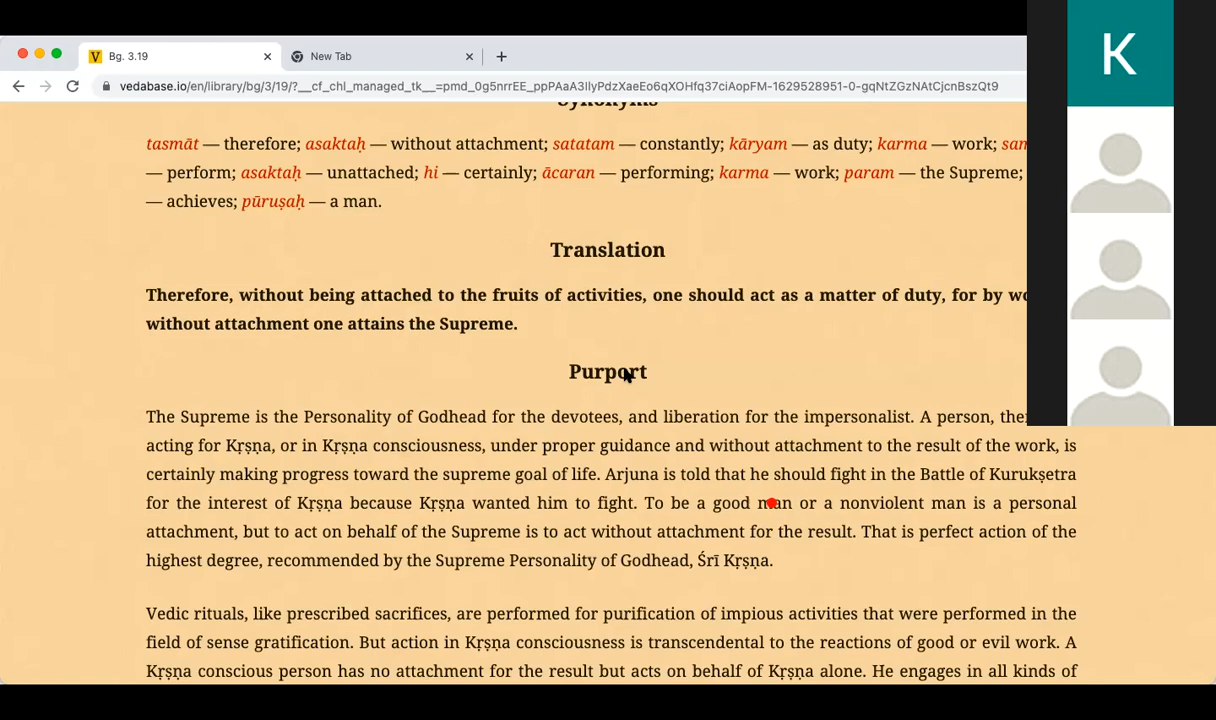 Bg. 3.19
New Tab
vedabase.io/en/library/bg/3/19/?__cf_chl_managed_tk__=pmd_0g5nrrEE_ppPAaA3IlyPdzXaeEo6qXOHfq37ciAopFM-1629528951-0-gqNtZGzNAtCjcnBszQt9
K
Synonyms
tasmāt — therefore; asaktaḥ — without attachment; satatam — constantly; kāryam — as duty; karma — work;
— perform; asaktaḥ — unattached; hi — certainly; ācaran — performing; karma — work; param — the Supreme;
— achieves; pūruṣaḥ — a man.
Translation
Therefore, without being attached to the fruits of activities, one should act as a matter of duty, for by
without attachment one attains the Supreme.
Purport
The Supreme is the Personality of Godhead for the devotees, and liberation for the impersonalist. A person,
acting for Kṛṣṇa, or in Kṛṣṇa consciousness, under proper guidance and without attachment to the result of the work, is
certainly making progress toward the supreme goal of life. Arjuna is told that he should fight in the Battle of Kurukṣetra
for the interest of Kṛṣṇa because Kṛṣṇa wanted him to fight. To be a good man or a nonviolent man is a personal
attachment, but to act on behalf of the Supreme is to act without attachment for the result. That is perfect action of the
highest degree, recommended by the Supreme Personality of Godhead, Śrī Kṛṣṇa.
Vedic rituals, like prescribed sacrifices, are performed for purification of impious activities that were performed in the
field of sense gratification. But action in Kṛṣṇa consciousness is transcendental to the reactions of good or evil work. A
Kṛṣṇa conscious person has no attachment for the result but acts on behalf of Kṛṣṇa alone. He engages in all kinds of